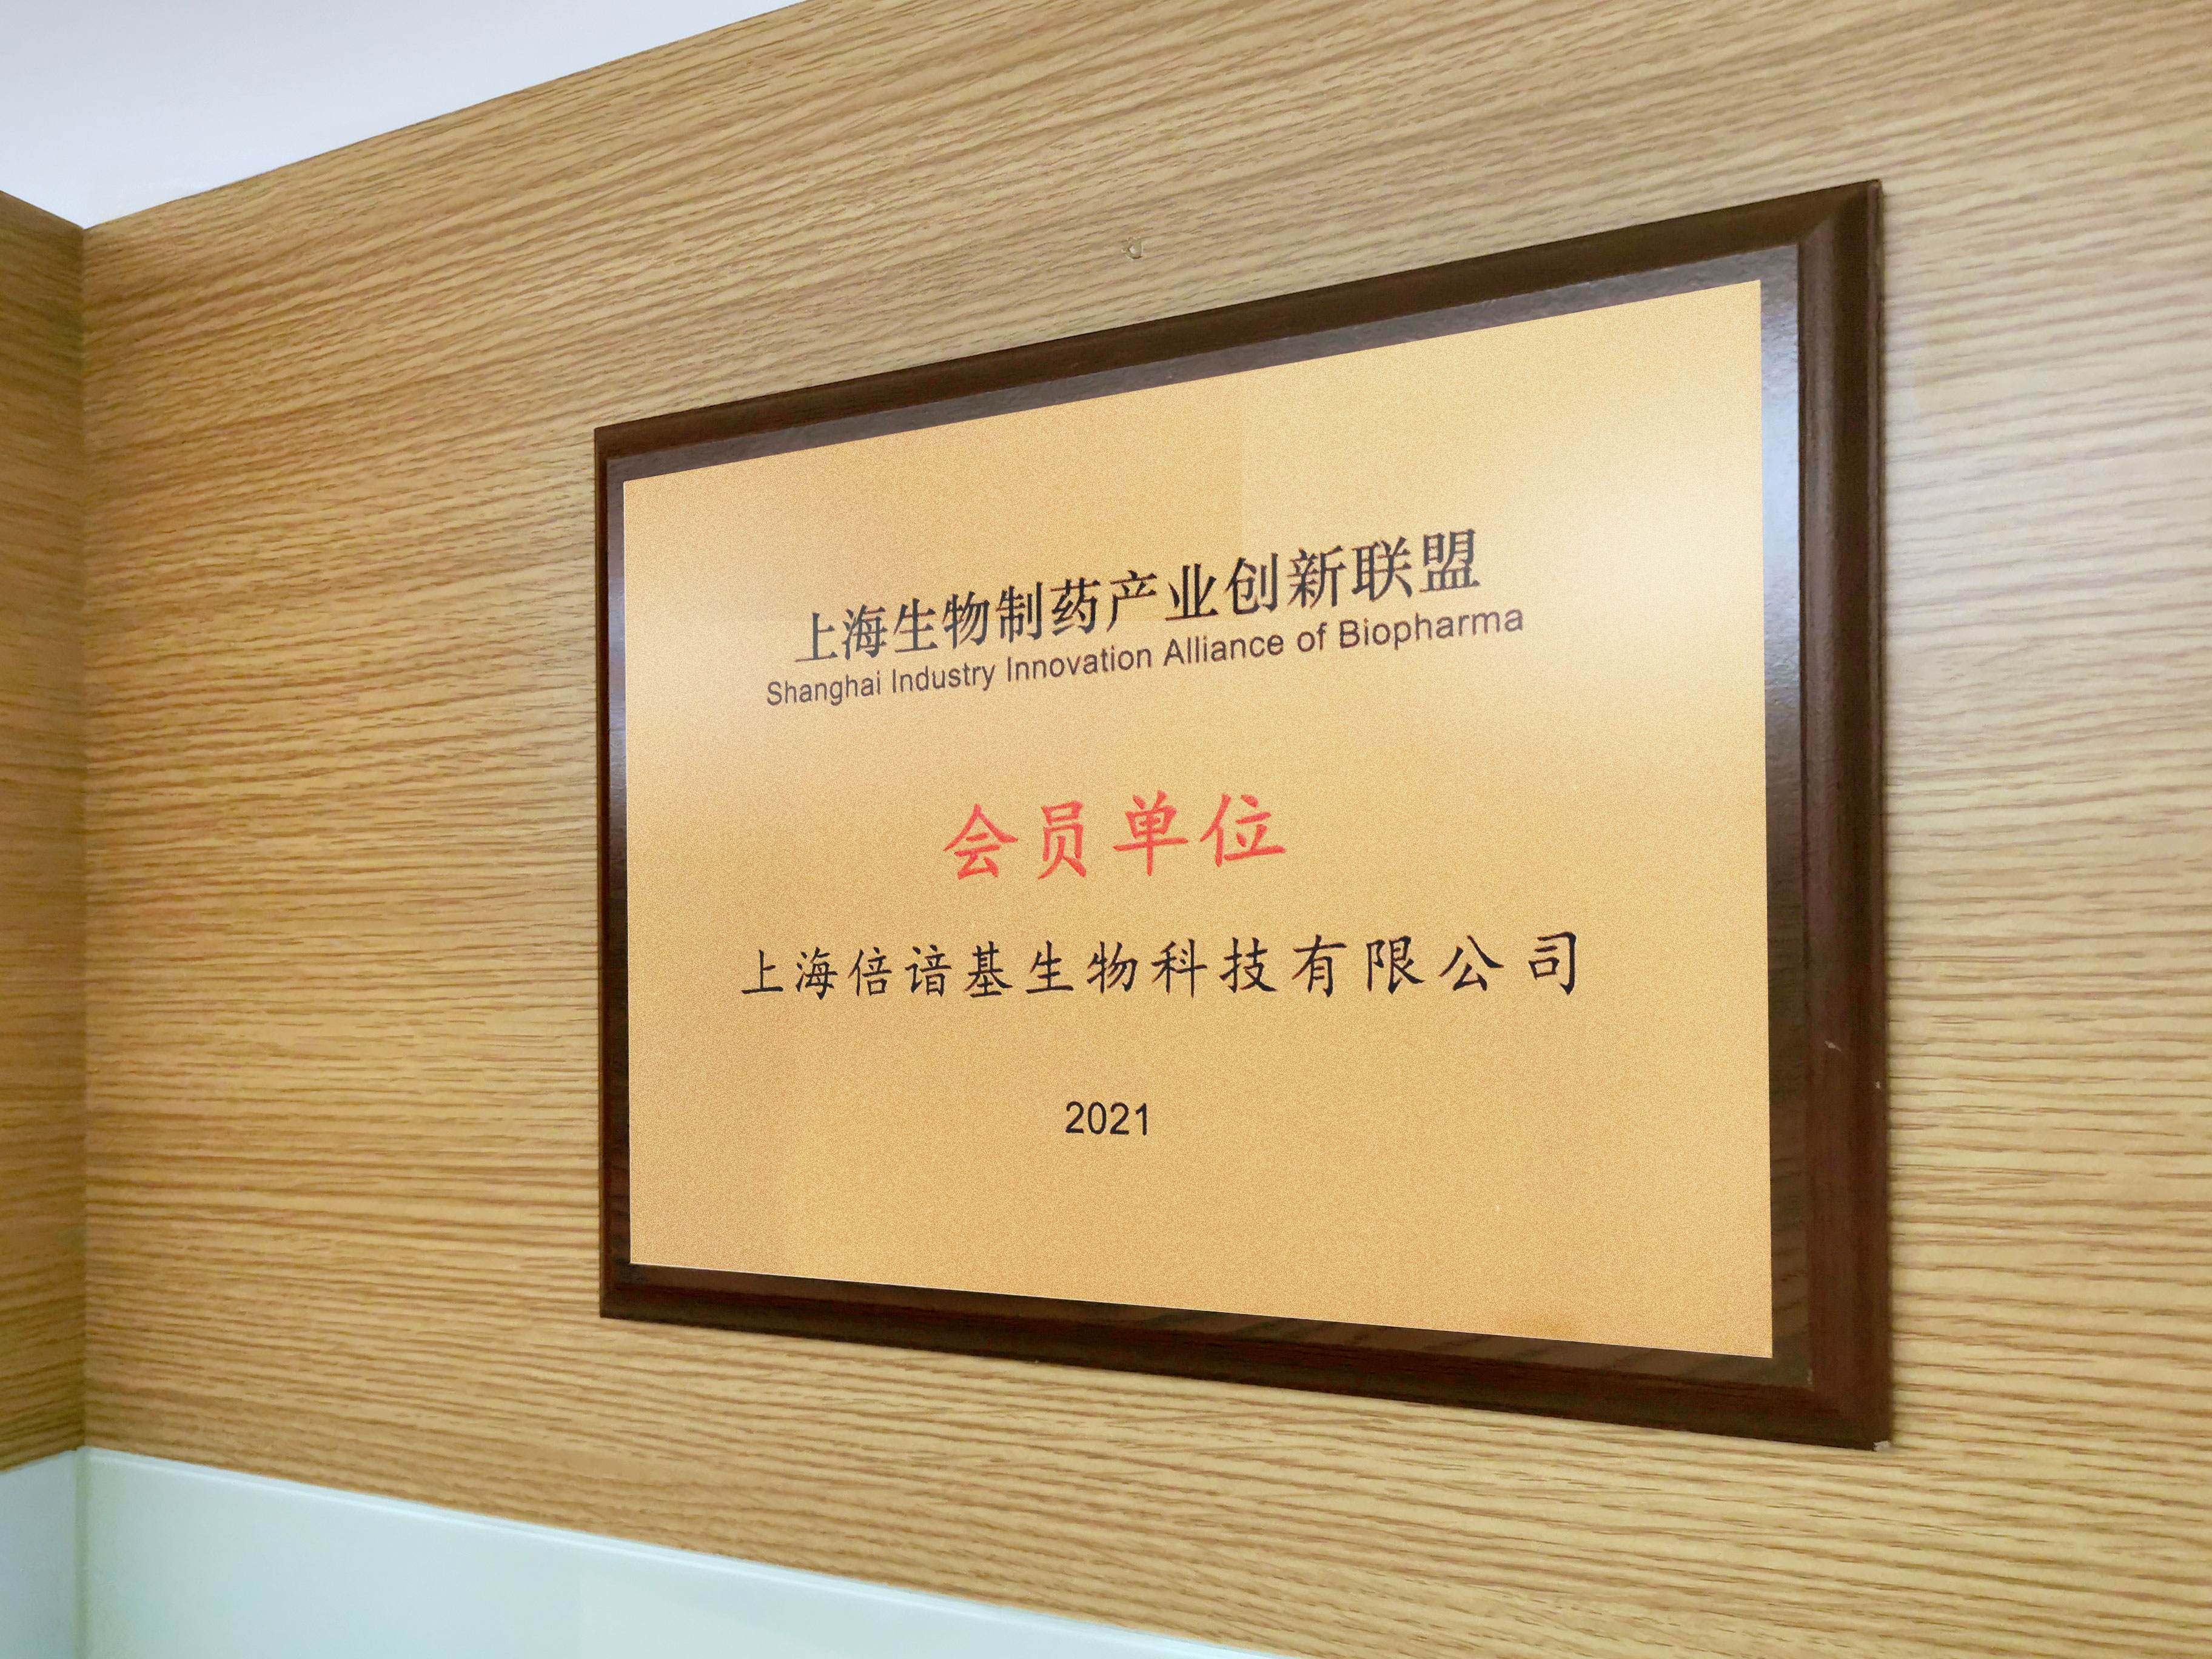 上海生物制药产业创新联盟
Shanghai Industry Innovation Alliance of Biopharma
会员单位
上海倍谙基生物科技有限公司
2021